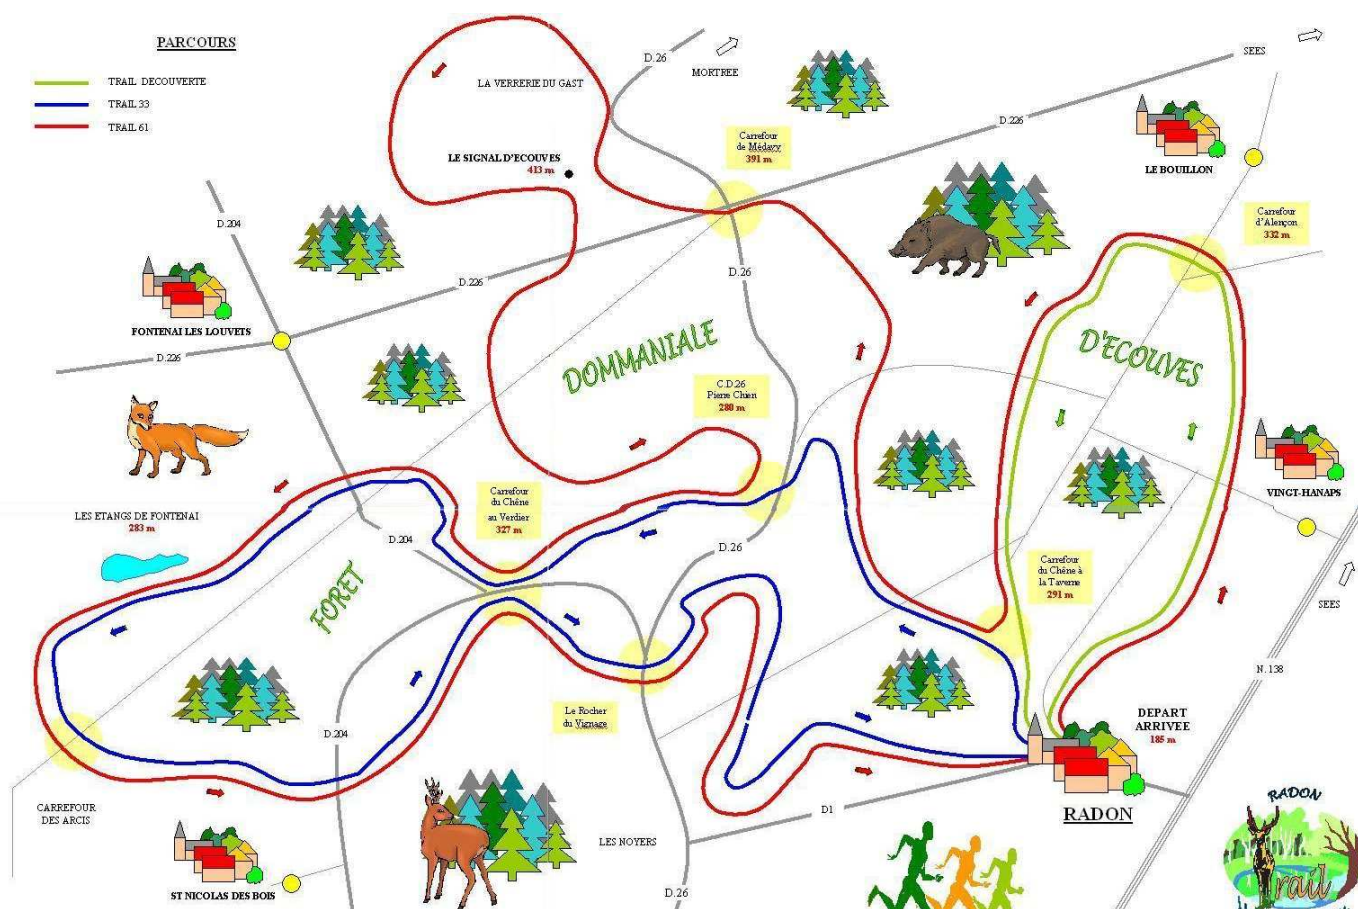 PARCOURS
TRAIL DECOUVERTE
TRAIL 33
TRAIL 61
D.26
MORTREE
SEES
LA VERRERIE DU GAST
D.226
Carrefour
de Médavy
391 m
LE SIGNAL D'ECOUVES
413 m
LE BOUILLON
Carrefour
d'Alençon
332 m
D.204
D.26
D.226
FONTENAI LES LOUVETS
D.226
DOMMANIALE
D'ECOUVES
C.D.26
Pierre Chien
280 m
Carrefour
du Chêne
au Verdier
327 m
VINGT-HANAPS
LES ETANGS DE FONTENAI
283 m
D.204
D.26
Carrefour
du Chêne à
la Taverne
291 m
FORET
SEES
N.138
Le Rocher
du Vignage
DEPART
ARRIVEE
185 m
D.204
CARREFOUR
DES ARCIS
D1
RADON
LES NOYERS
ST NICOLAS DES BOIS
D.26
RADON
Trail